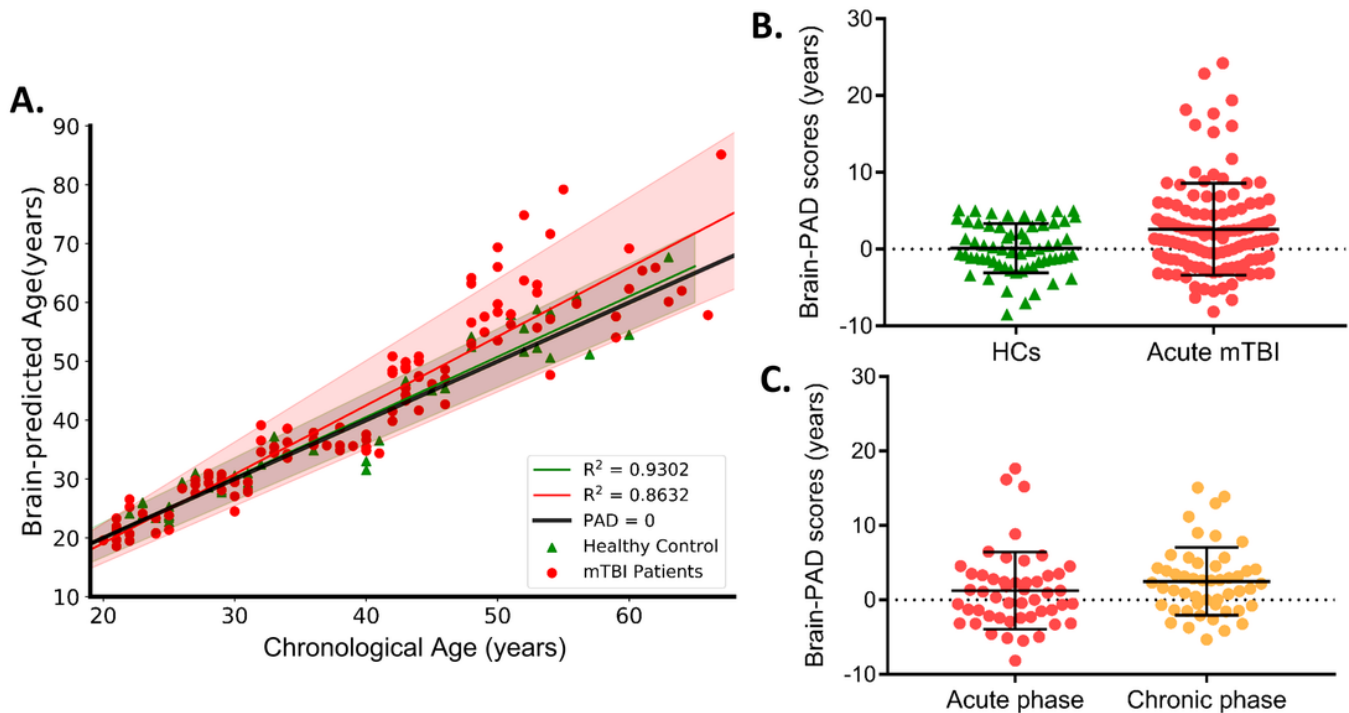 A.
Brain-predicted Age(years)
90
80
70
60
50
40
30
20
10
20 30 40 50 60
Chronological Age (years)
R² = 0.9302
R² = 0.8632
PAD = 0
Healthy Control
mTBI Patients
B.
Brain-PAD scores (years)
30
20
10
0
-10
HCs Acute mTBI
C.
Brain-PAD scores (years)
30
20
10
0
-10
Acute phase Chronic phase